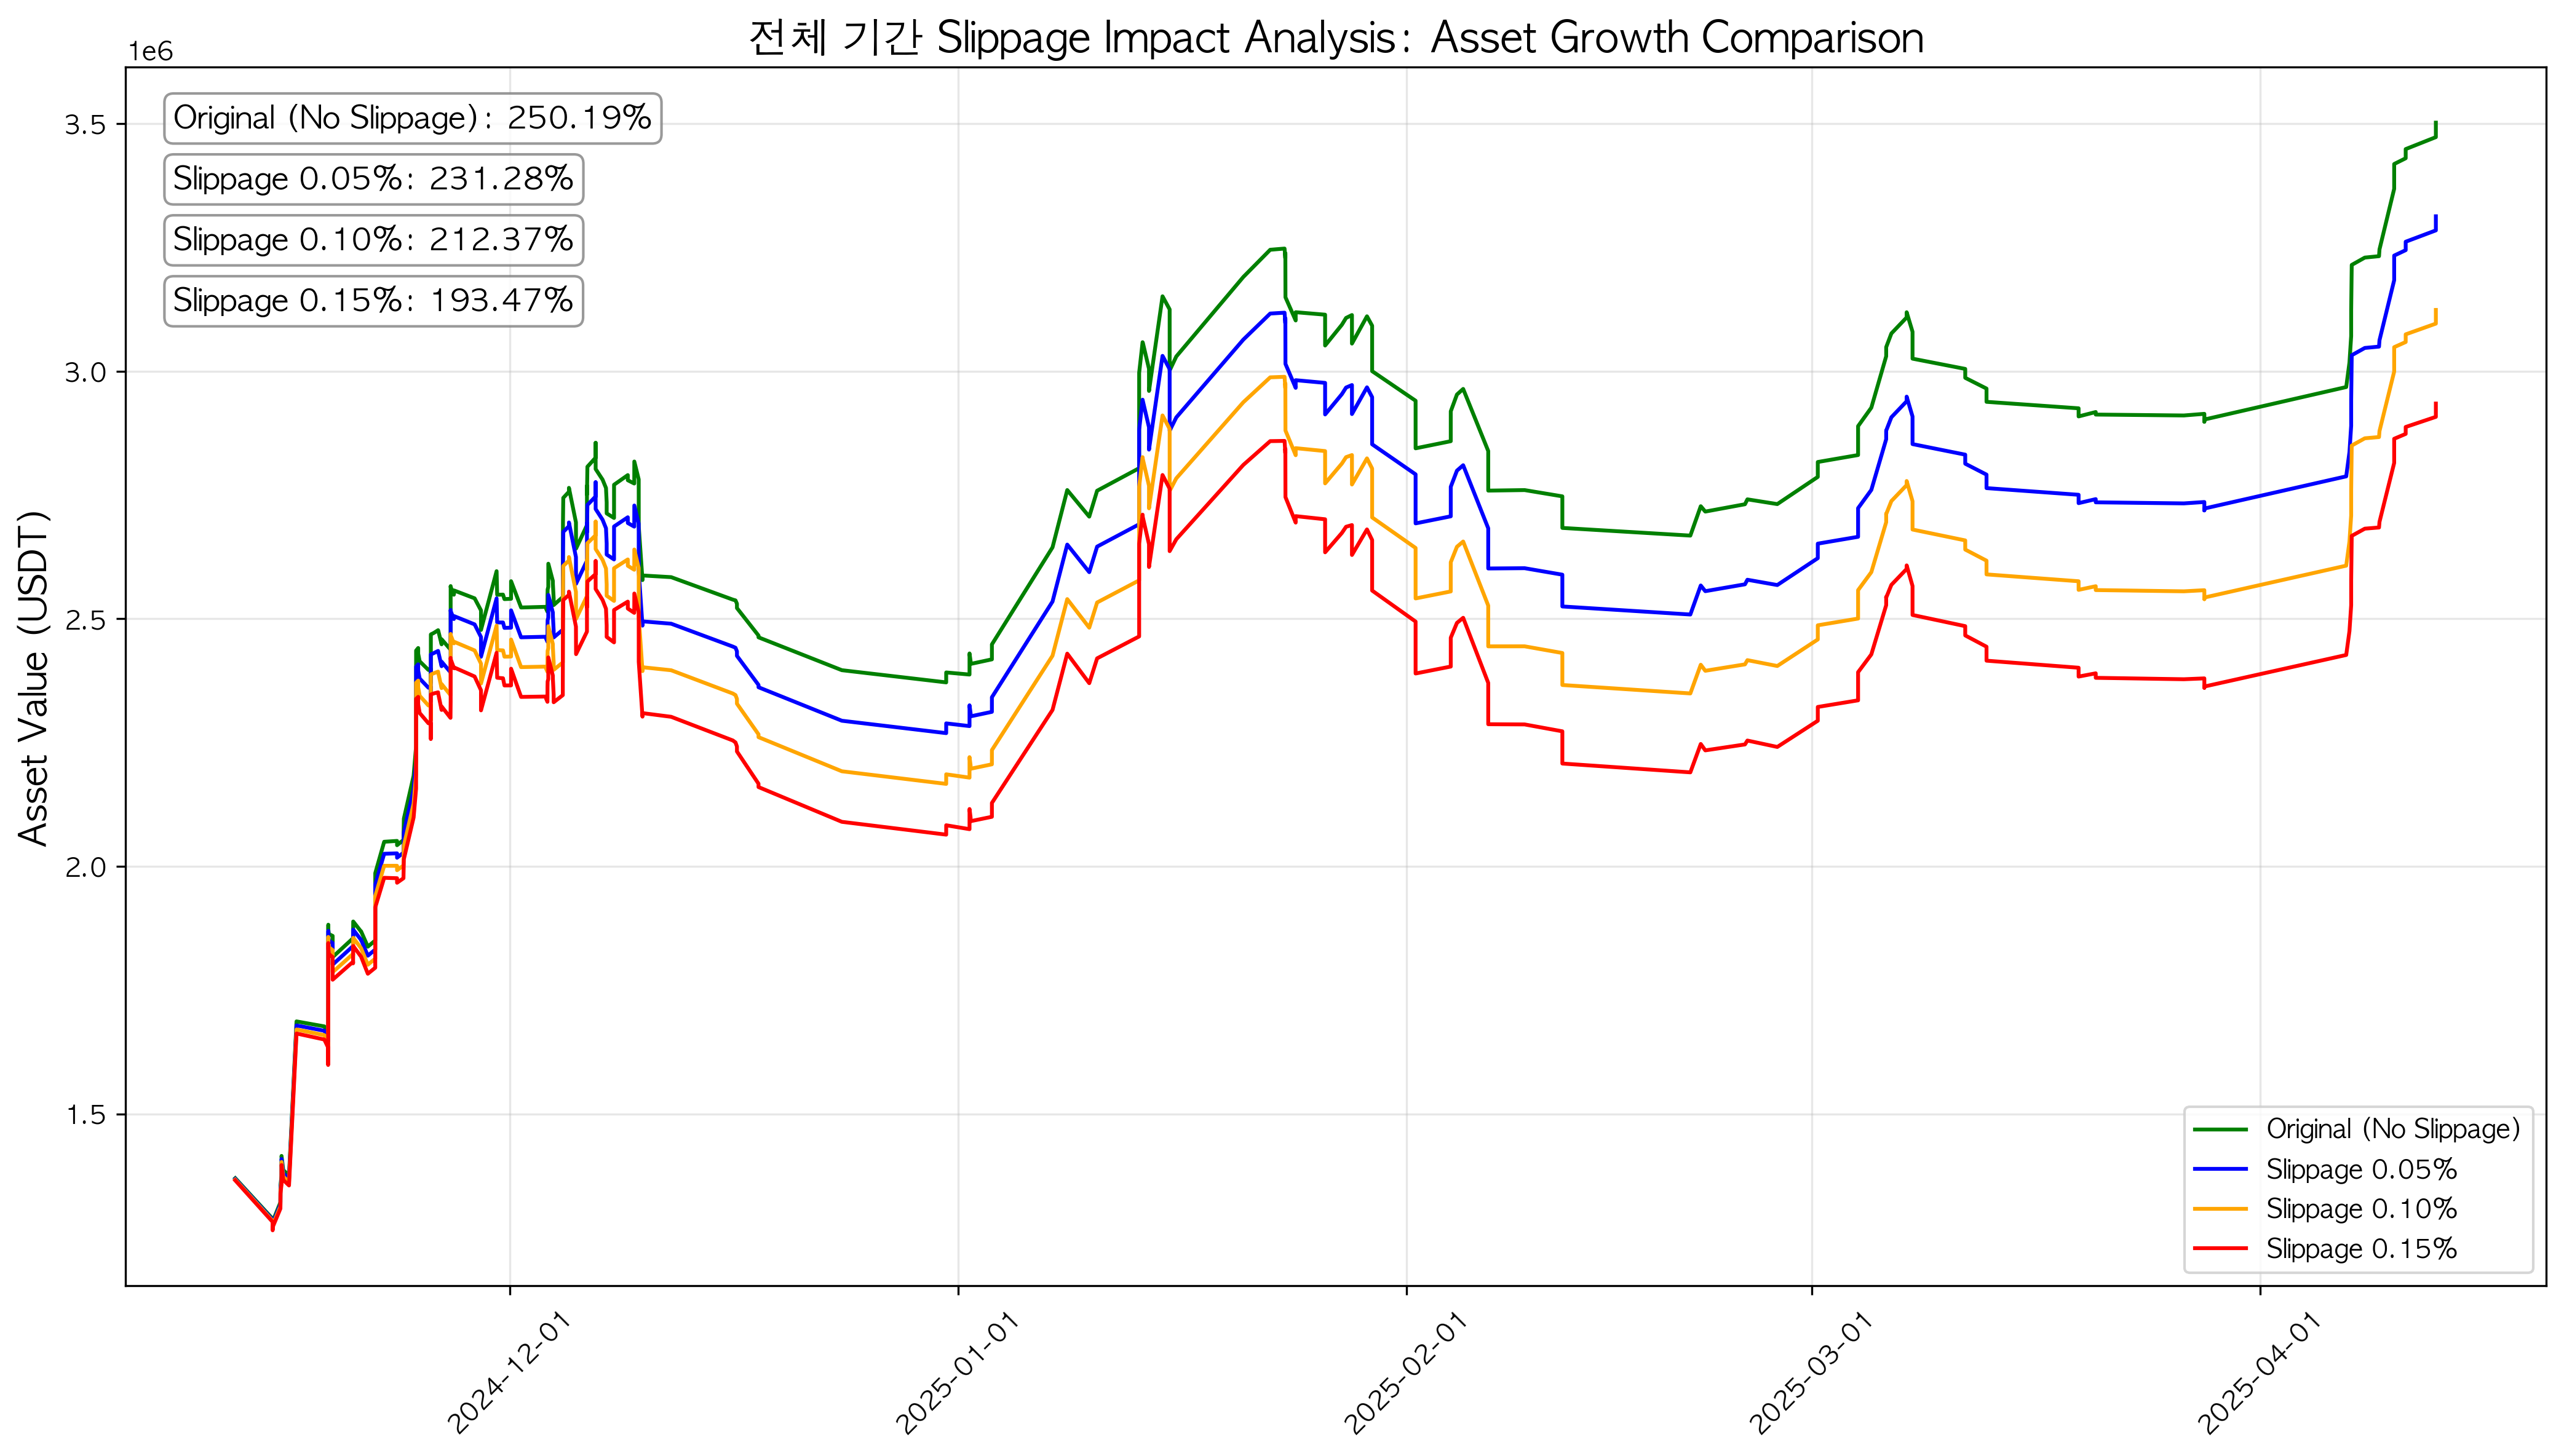 전체 기간 Slippage Impact Analysis: Asset Growth Comparison
1e6
Original (No Slippage): 250.19%
Slippage 0.05%: 231.28%
Slippage 0.10%: 212.37%
Slippage 0.15%: 193.47%
3.5
3.0
2.5
2.0
1.5
Asset Value (USDT)
Original (No Slippage)
Slippage 0.05%
Slippage 0.10%
Slippage 0.15%
2024-12-01
2025-01-01
2025-02-01
2025-03-01
2025-04-01